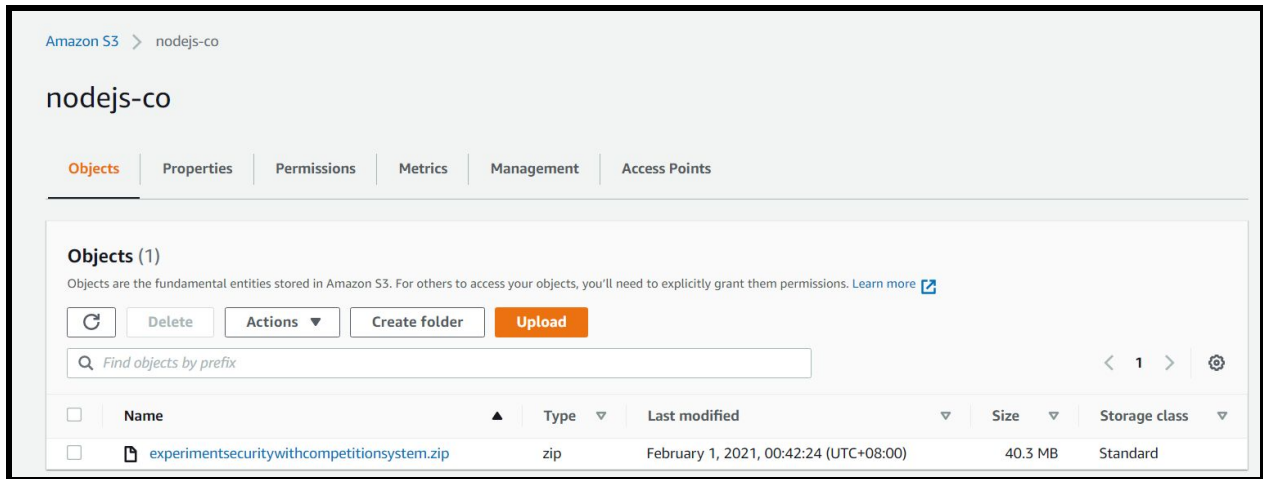 Amazon S3 > nodejs-co
nodejs-co
Objects Properties Permissions Metrics Management Access Points
Objects (1)
Objects are the fundamental entities stored in Amazon S3. For others to access your objects, you'll need to explicitly grant them permissions. Learn more
Delete Actions Create folder Upload
Find objects by prefix < 1 >
Name Type Last modified Size Storage class
experimentsecuritywithcompetitionsystem.zip zip February 1, 2021, 00:42:24 (UTC+08:00) 40.3 MB Standard